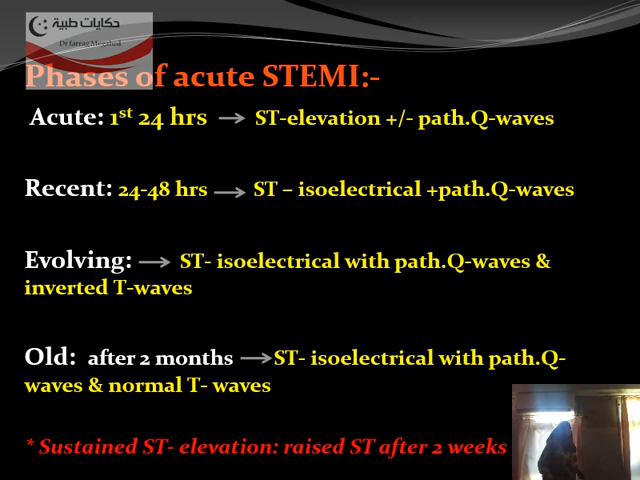 حكايات طبية
Dr farrag Megahed
Phases of acute STEMI:-
Acute: 1st 24 hrs → ST-elevation +/- path.Q-waves
Recent: 24-48 hrs → ST – isoelectrical +path.Q-waves
Evolving: → ST- isoelectrical with path.Q-waves &
inverted T-waves
Old: after 2 months → ST- isoelectrical with path.Q-
waves & normal T- waves
* Sustained ST- elevation: raised ST after 2 weeks